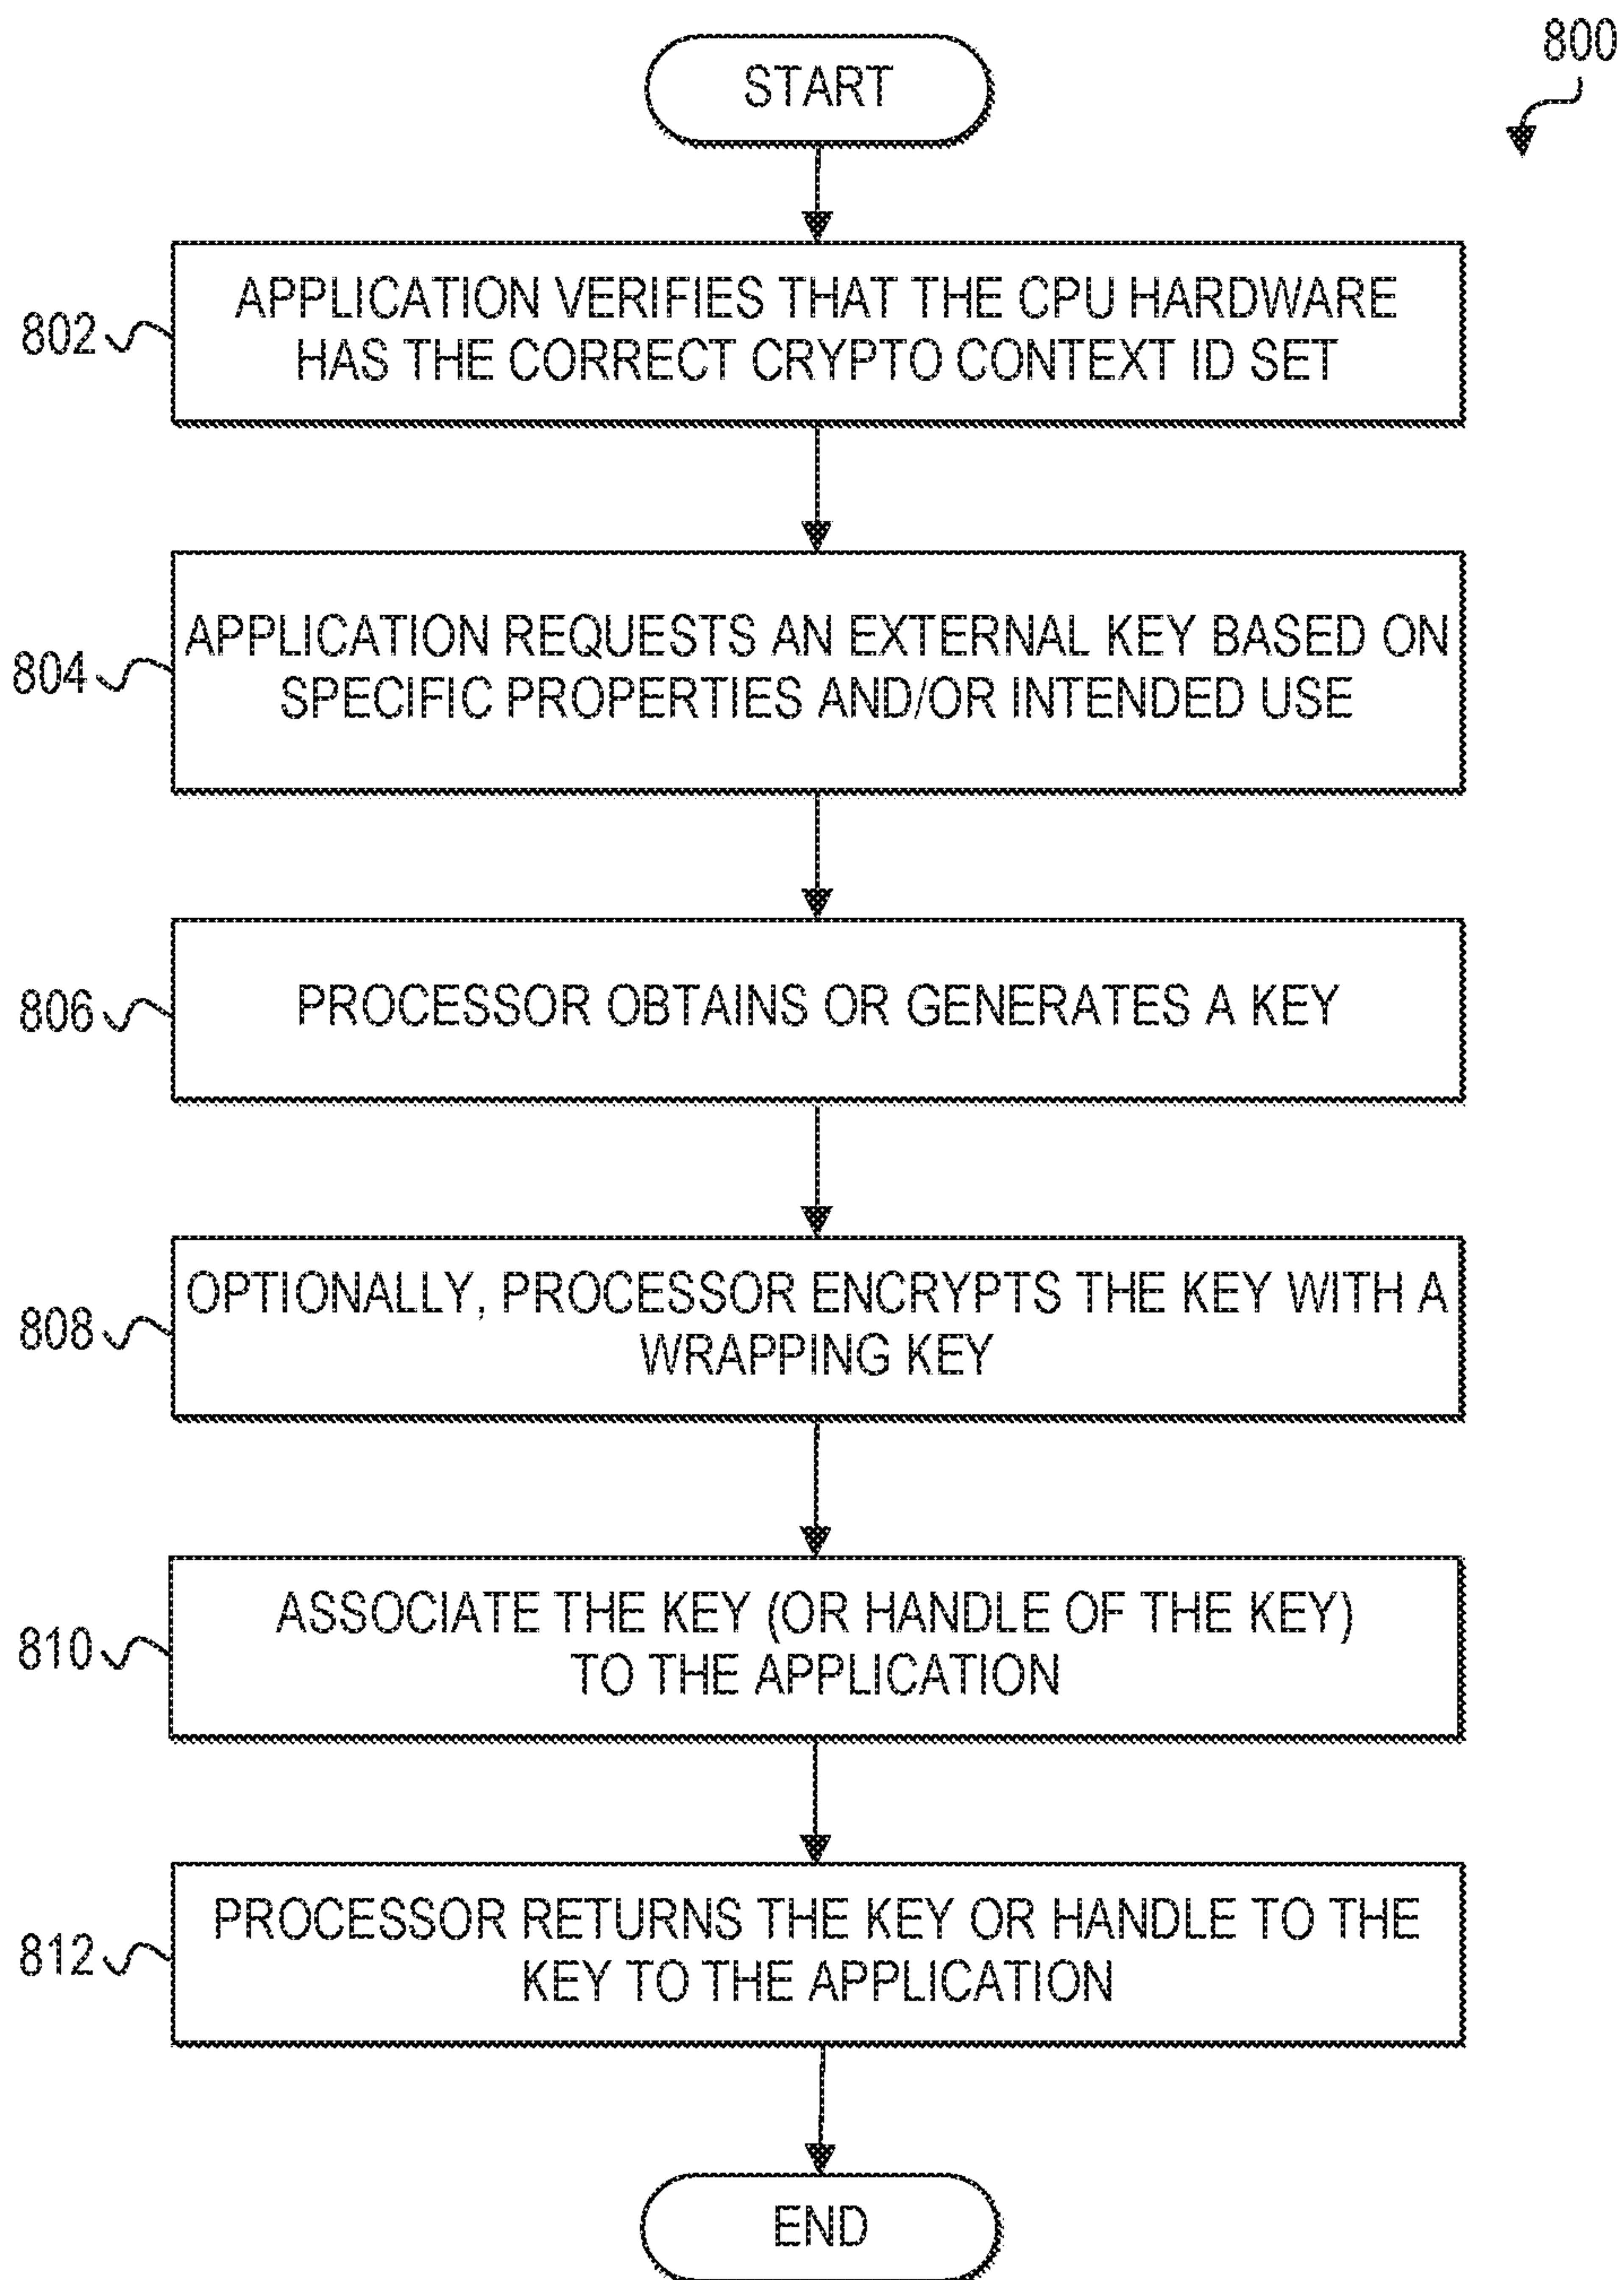 800
START
802
APPLICATION VERIFIES THAT THE CPU HARDWARE
HAS THE CORRECT CRYPTO CONTEXT ID SET
804
APPLICATION REQUESTS AN EXTERNAL KEY BASED ON
SPECIFIC PROPERTIES AND/OR INTENDED USE
806
PROCESSOR OBTAINS OR GENERATES A KEY
808
OPTIONALLY, PROCESSOR ENCRYPTS THE KEY WITH A
WRAPPING KEY
810
ASSOCIATE THE KEY (OR HANDLE OF THE KEY)
TO THE APPLICATION
812
PROCESSOR RETURNS THE KEY OR HANDLE TO THE
KEY TO THE APPLICATION
END